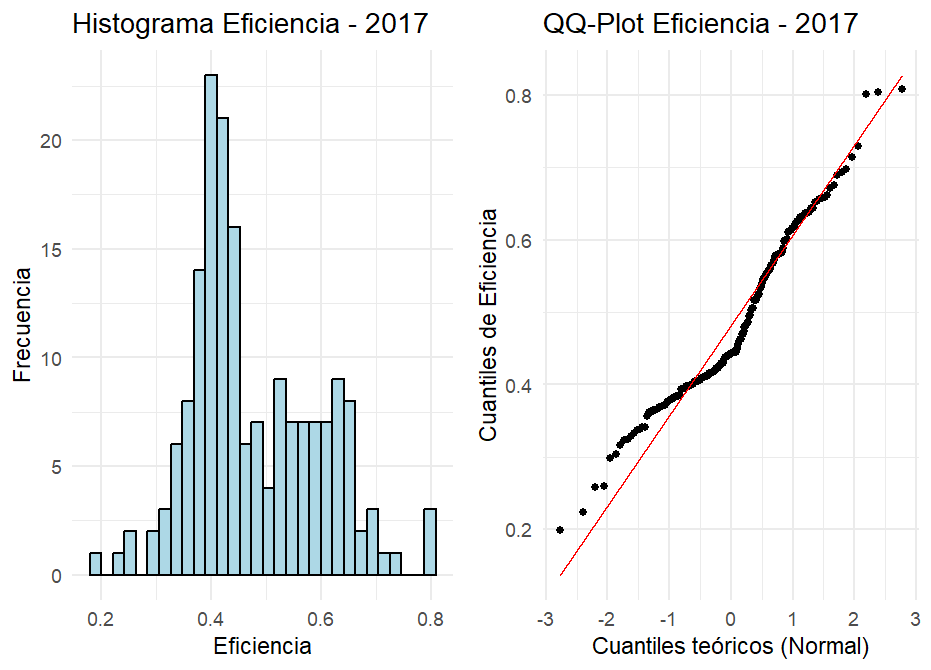 Histograma Eficiencia - 2017
Frecuencia
20
15
10
5
0
0.2 0.4 0.6 0.8
Eficiencia
QQ-Plot Eficiencia - 2017
Cuantiles de Eficiencia
0.8
0.6
0.4
0.2
-3 -2 -1 0 1 2 3
Cuantiles teóricos (Normal)